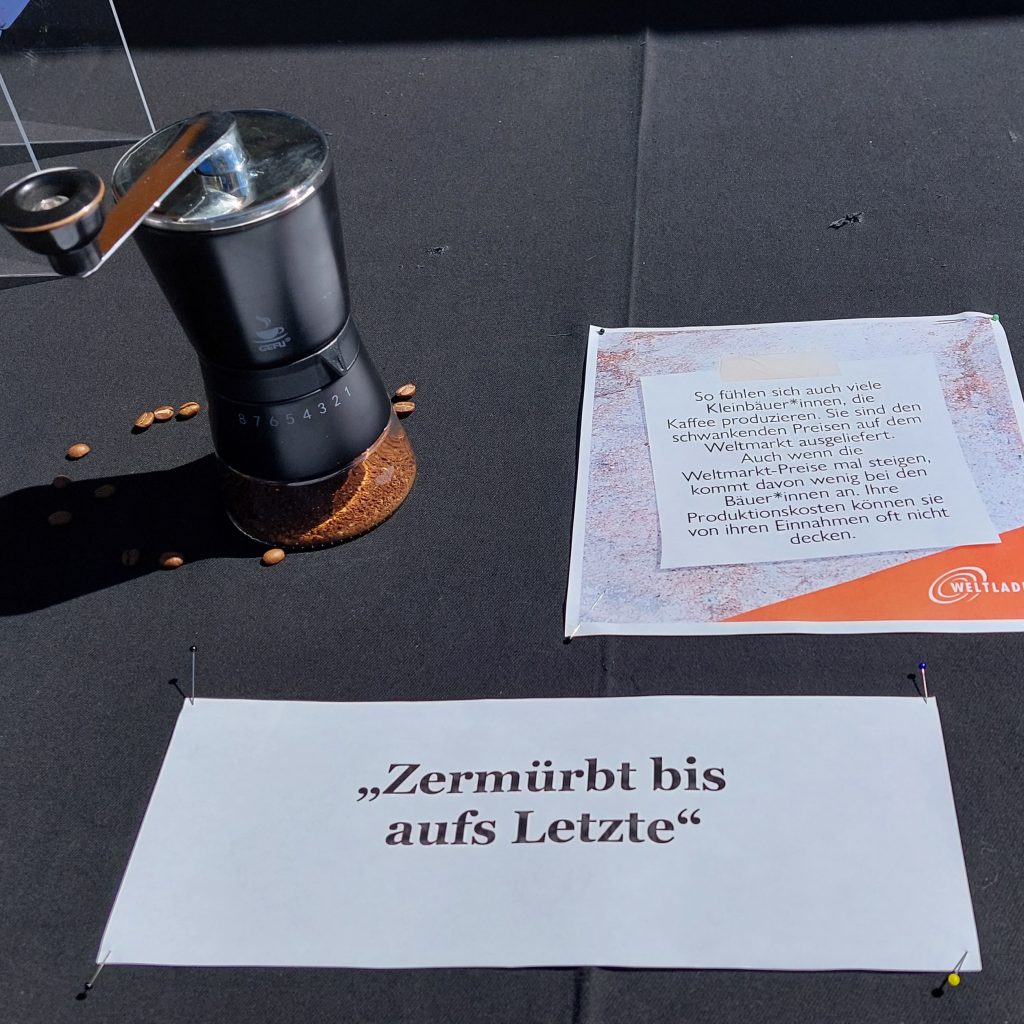 GEFU®
8 7 6 5 4 3 2 1
So fühlen sich auch viele
Kleinbäuer*innen, die
Kaffee produzieren. Sie sind den
schwankenden Preisen auf dem
Weltmarkt ausgeliefert.
Auch wenn die
Weltmarkt-Preise mal steigen,
kommt davon wenig bei den
Bäuer*innen an. Ihre
Produktionskosten können sie
von ihren Einnahmen oft nicht
decken.
WELTLAD
„Zermürbt bis
aufs Letzte“